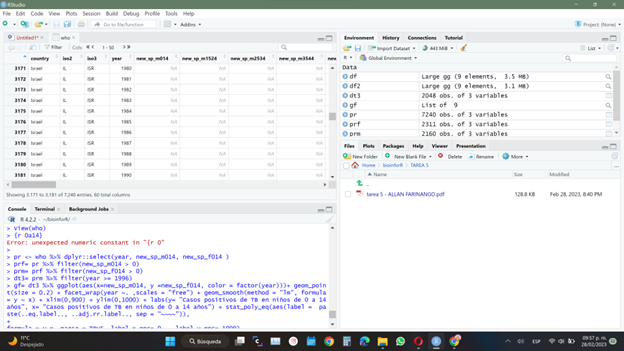 RStudio
File Edit Code View Plots Session Build Debug Profile Tools Help
Go to file/function
Addins
Project: (None)
Untitled1*
who
Filter
Cols
1 - 50
country iso2 iso3 year new_sp_m014 new_sp_m1524 new_sp_m2534 new_sp_m3544
3171 Israel IL ISR 1980 NA NA NA NA
3172 Israel IL ISR 1981 NA NA NA NA
3173 Israel IL ISR 1982 NA NA NA NA
3174 Israel IL ISR 1983 NA NA NA NA
3175 Israel IL ISR 1984 NA NA NA NA
3176 Israel IL ISR 1985 NA NA NA NA
3177 Israel IL ISR 1986 NA NA NA NA
3178 Israel IL ISR 1987 NA NA NA NA
3179 Israel IL ISR 1988 NA NA NA NA
3180 Israel IL ISR 1989 NA NA NA NA
3181 Israel IL ISR 1990 NA NA NA NA
Showing 3,171 to 3,181 of 7,240 entries, 60 total columns
Console Terminal Background Jobs
R 4.2.2 · ~/bioinforR/
> View(who)
> {r 0a14}
Error: unexpected numeric constant in "{r 0"
>
> pr <- who %>% dplyr::select(year, new_sp_m014, new_sp_f014 )
> prf= pr %>% filter(new_sp_m014 > 0)
> prm= prf %>% filter(new_sp_f014 > 0)
> dt3= prm %>% filter(year >= 1996)
> gf= dt3 %>% ggplot(aes(x=new_sp_m014, y =new_sp_f014, color = factor(year)))+ geom_poi
nt(size = 0.2) + facet_wrap(year ~. ,scales = "free") + geom_smooth(method = "lm", formula
= y ~ x) + xlim(0,900) + ylim(0,1000) + labs(y= "Casos positivos de TB en niñas de 0 a 14
años", x= "Casos positivos de TB en niños de 0 a 14 años") + stat_poly_eq(aes(label = pa
ste(..eq.label.., ..adj.rr.label.., sep = "~~~~")),
+
Environment History Connections Tutorial
Import Dataset
443 MiB
List
R
Global Environment
Data
df Large gg (9 elements, 3.5 MB)
df2 Large gg (9 elements, 3.1 MB)
dt3 2048 obs. of 3 variables
gf List of 9
pr 7240 obs. of 3 variables
prf 2311 obs. of 3 variables
prm 2160 obs. of 3 variables
Files Plots Packages Help Viewer Presentation
New Folder New Blank File Delete Rename More
Home bioinforR TAREA 5
Name Size Modified
..
tarea 5 - ALLAN FARINANGO.pdf 128.8 KB Feb 28, 2023, 8:40 PM
11°C
Despejado
Búsqueda
ESP
09:57 p. m.
28/02/2023